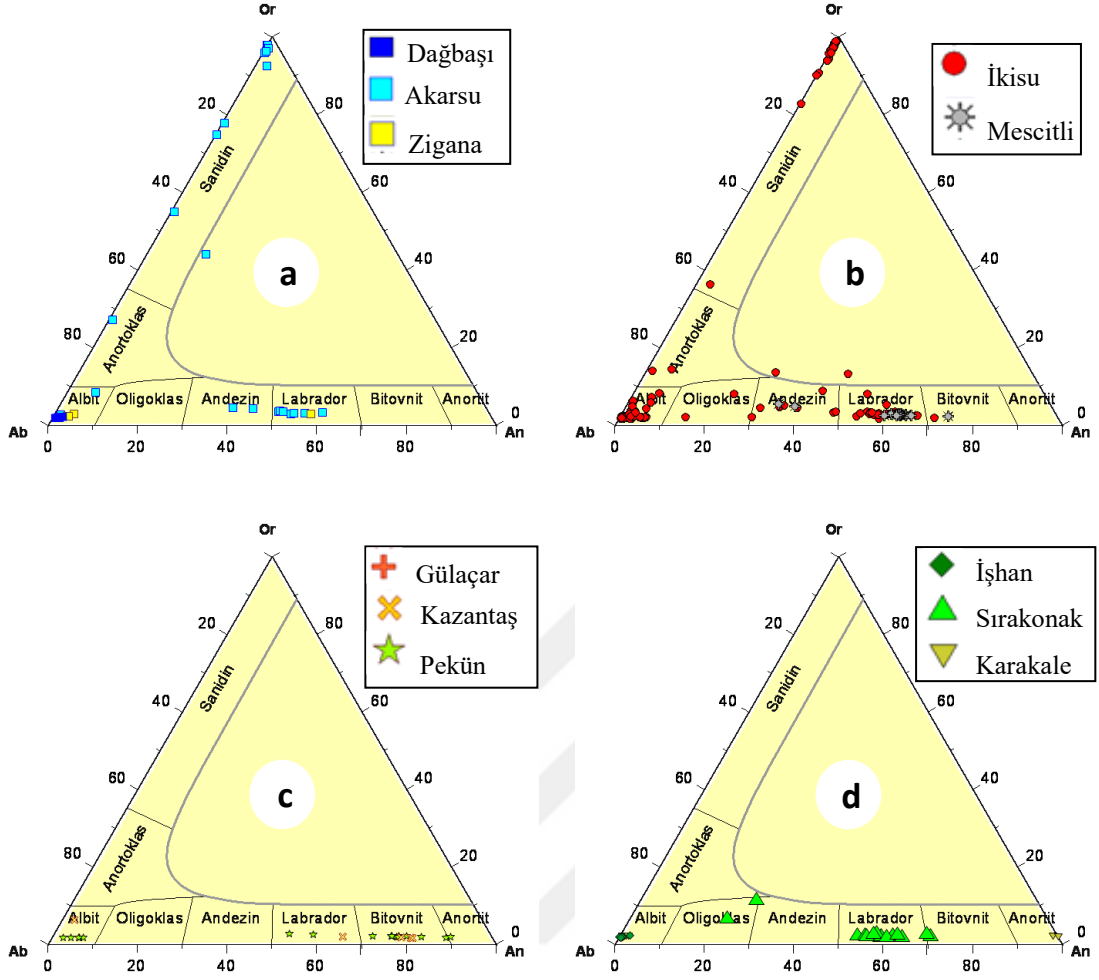 Or
Dağbaşı
Akarsu
Zigana
20
80
Sanidin
40
60
a
60
40
Anortoklas
80
20
Albit Oligoklas Andezin Labrador Bitovnit Anortit
0
Ab
An
0 20 40 60 80
Or
İkisu
Mescitli
20
80
Sanidin
40
60
b
60
40
Anortoklas
80
20
Albit Oligoklas Andezin Labrador Bitovnit Anortit
0
Ab
An
0 20 40 60 80
Or
Gülaçar
Kazantaş
Pekün
20
80
Sanidin
40
60
c
60
40
Anortoklas
80
20
Albit Oligoklas Andezin Labrador Bitovnit Anortit
0
Ab
An
0 20 40 60 80
Or
İşhan
Sırakonak
Karakale
20
80
Sanidin
40
60
d
60
40
Anortoklas
80
20
Albit Oligoklas Andezin Labrador Bitovnit Anortit
0
Ab
An
0 20 40 60 80